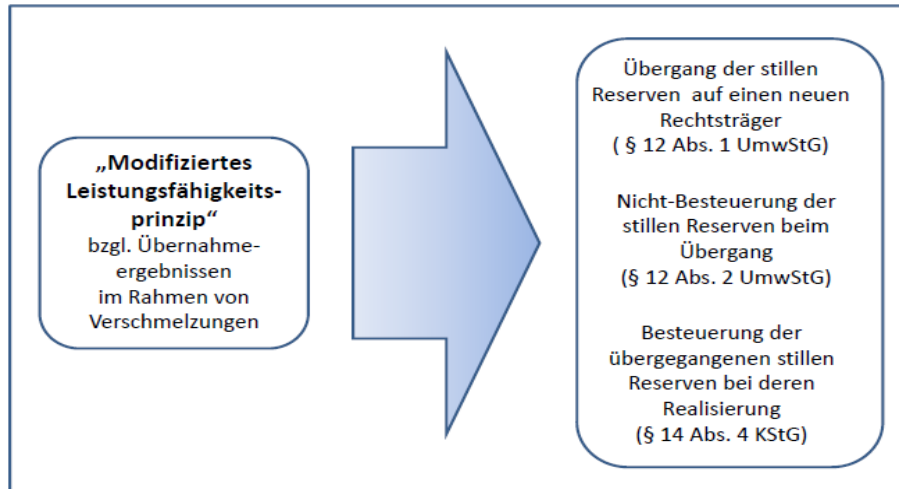 „Modifiziertes
Leistungsfähigkeits-
prinzip“
bzgl. Übernahme-
ergebnissen
im Rahmen von
Verschmelzungen
Übergang der stillen
Reserven auf einen neuen
Rechtsträger
( § 12 Abs. 1 UmwStG)
Nicht-Besteuerung der
stillen Reserven beim
Übergang
(§ 12 Abs. 2 UmwStG)
Besteuerung der
übergegangenen stillen
Reserven bei deren
Realisierung
(§ 14 Abs. 4 KStG)